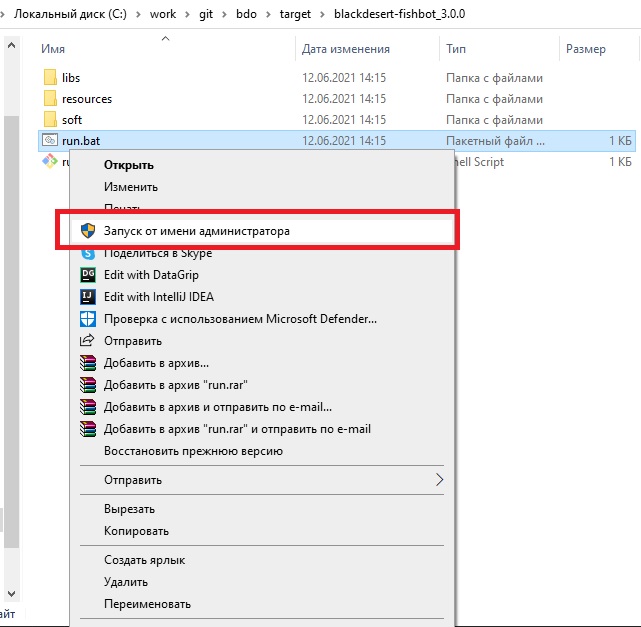 Локальный диск (C:) › work › git › bdo › target › blackdesert-fishbot_3.0.0
Имя Дата изменения Тип Размер
libs 12.06.2021 14:15 Папка с файлами
resources 12.06.2021 14:15 Папка с файлами
soft 12.06.2021 14:15 Папка с файлами
run.bat 12.06.2021 14:15 Пакетный файл ... 1 КБ
Script 1 КБ
Открыть
Изменить
Печать
Запуск от имени администратора
Поделиться в Skype
Edit with DataGrip
Edit with IntelliJ IDEA
Проверка с использованием Microsoft Defender...
Отправить
Добавить в архив...
Добавить в архив "run.rar"
Добавить в архив и отправить по e-mail...
Добавить в архив "run.rar" и отправить по e-mail
Восстановить прежнюю версию
Отправить
Вырезать
Копировать
Создать ярлык
Удалить
Переименовать